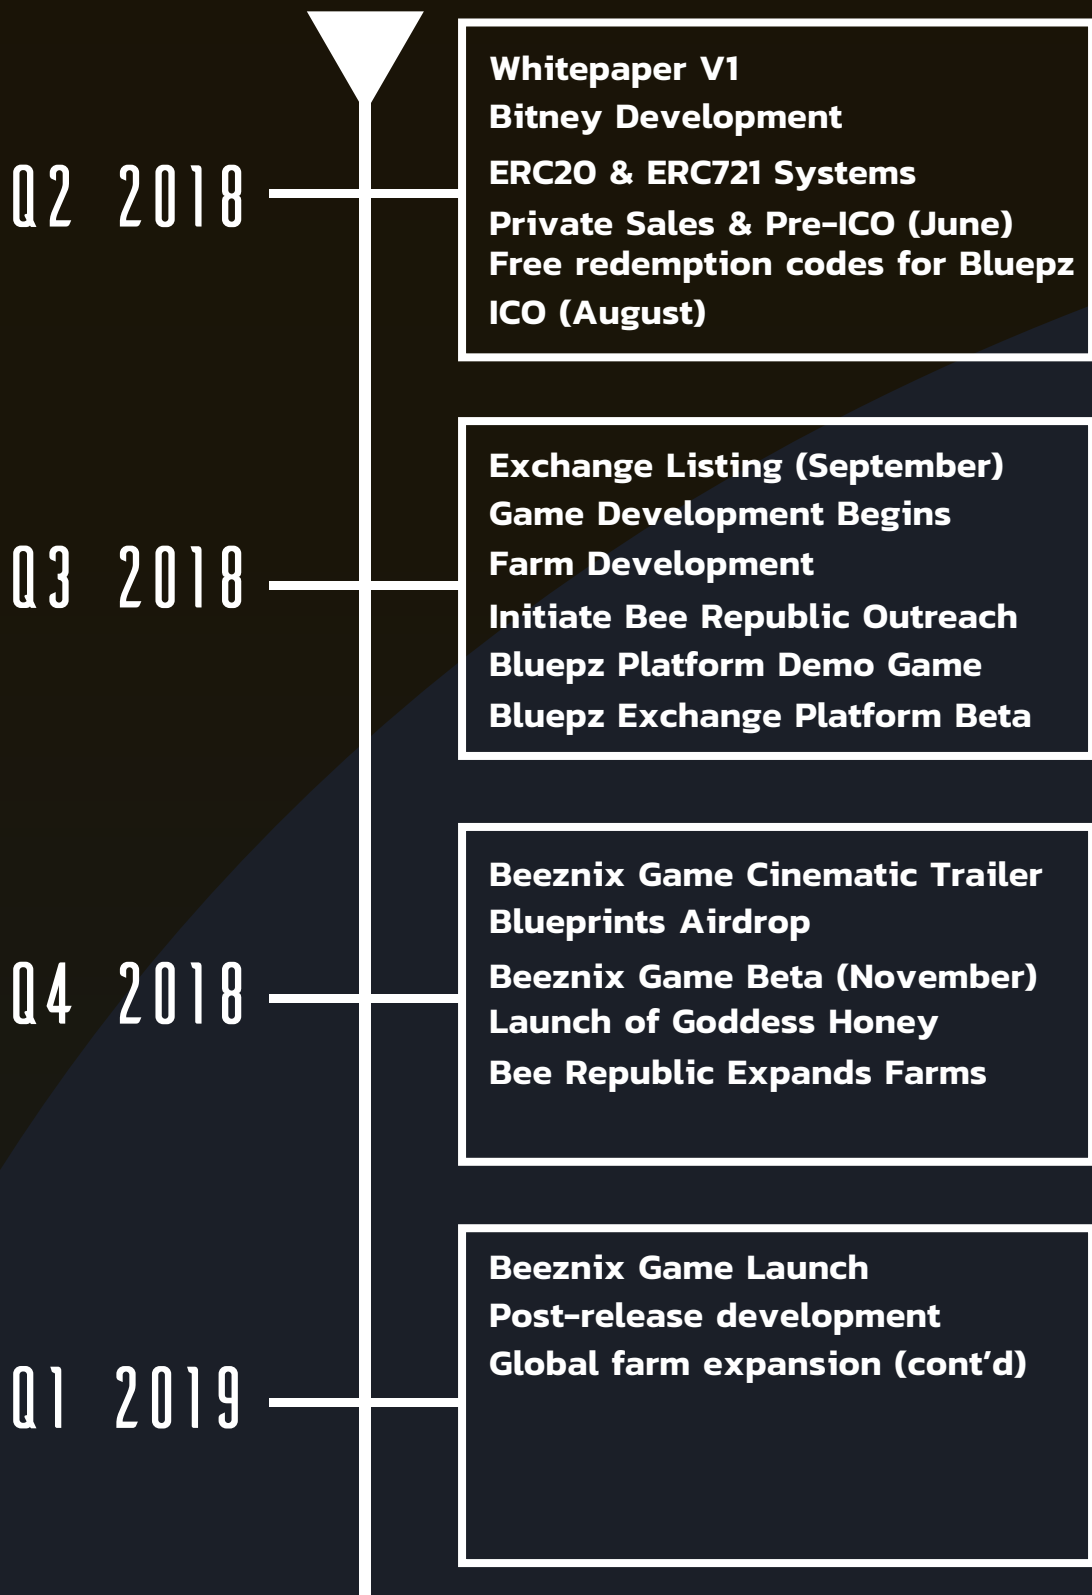 Q2 2018
Whitepaper V1
Bitney Development
ERC20 & ERC721 Systems
Private Sales & Pre-ICO (June)
Free redemption codes for Bluepz
ICO (August)
Q3 2018
Exchange Listing (September)
Game Development Begins
Farm Development
Initiate Bee Republic Outreach
Bluepz Platform Demo Game
Bluepz Exchange Platform Beta
Q4 2018
Beeznix Game Cinematic Trailer
Blueprints Airdrop
Beeznix Game Beta (November)
Launch of Goddess Honey
Bee Republic Expands Farms
Q1 2019
Beeznix Game Launch
Post-release development
Global farm expansion (cont’d)